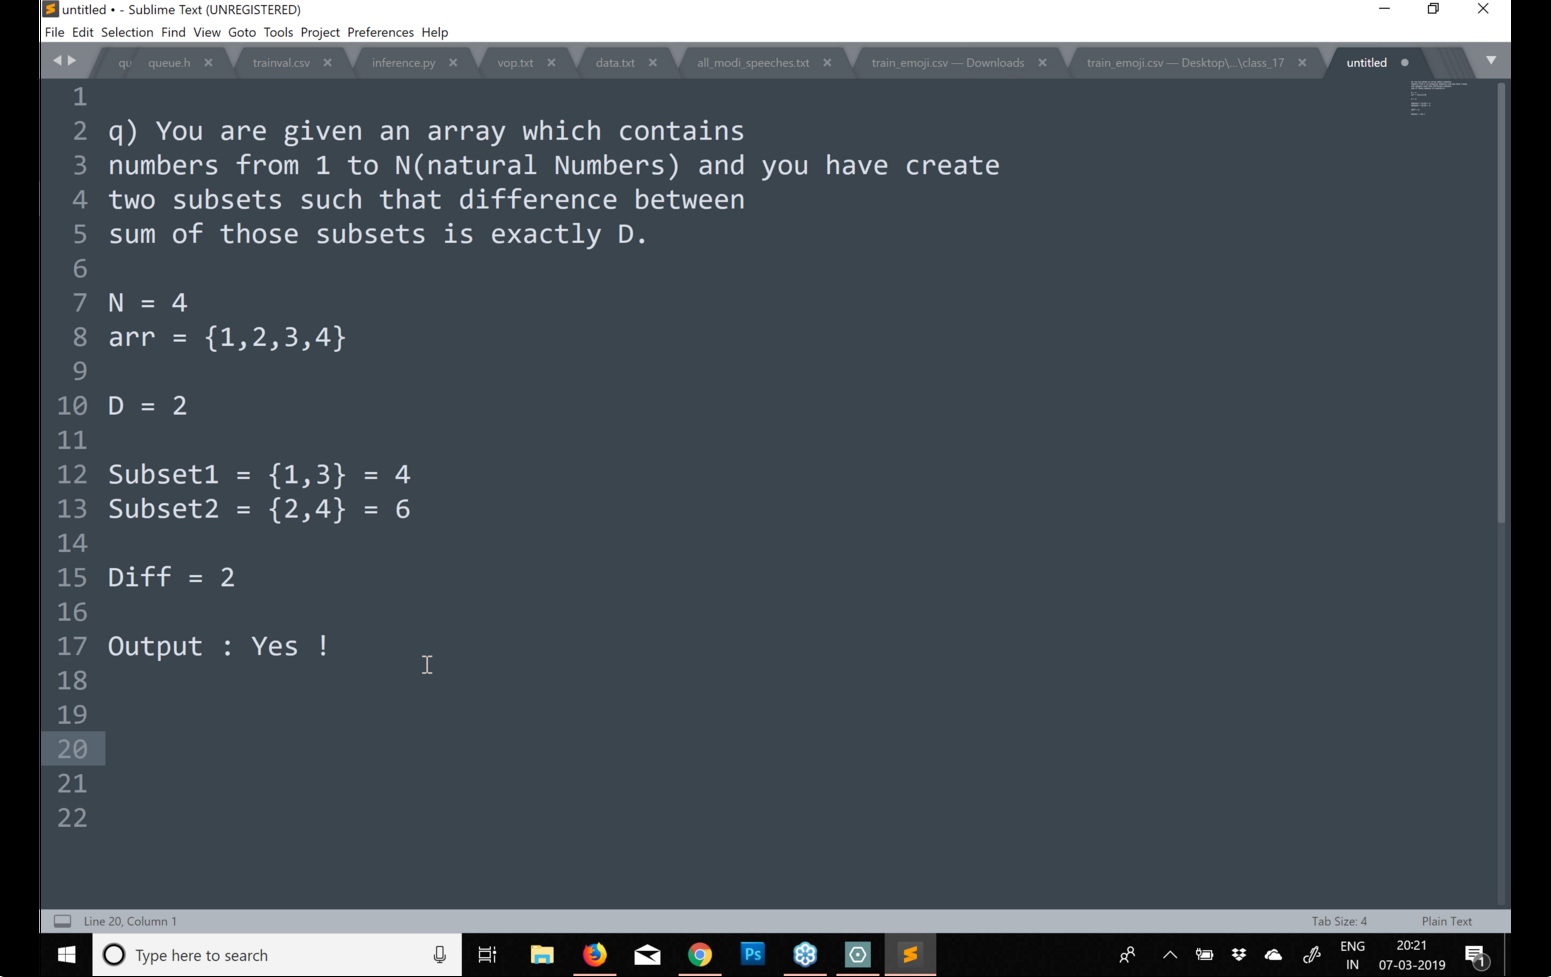 untitled • - Sublime Text (UNREGISTERED)
File Edit Selection Find View Goto Tools Project Preferences Help
qu queue.h trainval.csv inference.py vop.txt data.txt all_modi_speeches.txt train_emoji.csv — Downloads train_emoji.csv — Desktop\...\class_17 untitled
1
2 q) You are given an array which contains
3 numbers from 1 to N(natural Numbers) and you have create
4 two subsets such that difference between
5 sum of those subsets is exactly D.
6
7 N = 4
8 arr = {1,2,3,4}
9
10 D = 2
11
12 Subset1 = {1,3} = 4
13 Subset2 = {2,4} = 6
14
15 Diff = 2
16
17 Output : Yes !
18
19
20
21
22
Line 20, Column 1 Tab Size: 4 Plain Text
Type here to search Ps ENG 20:21
IN 07-03-2019 1